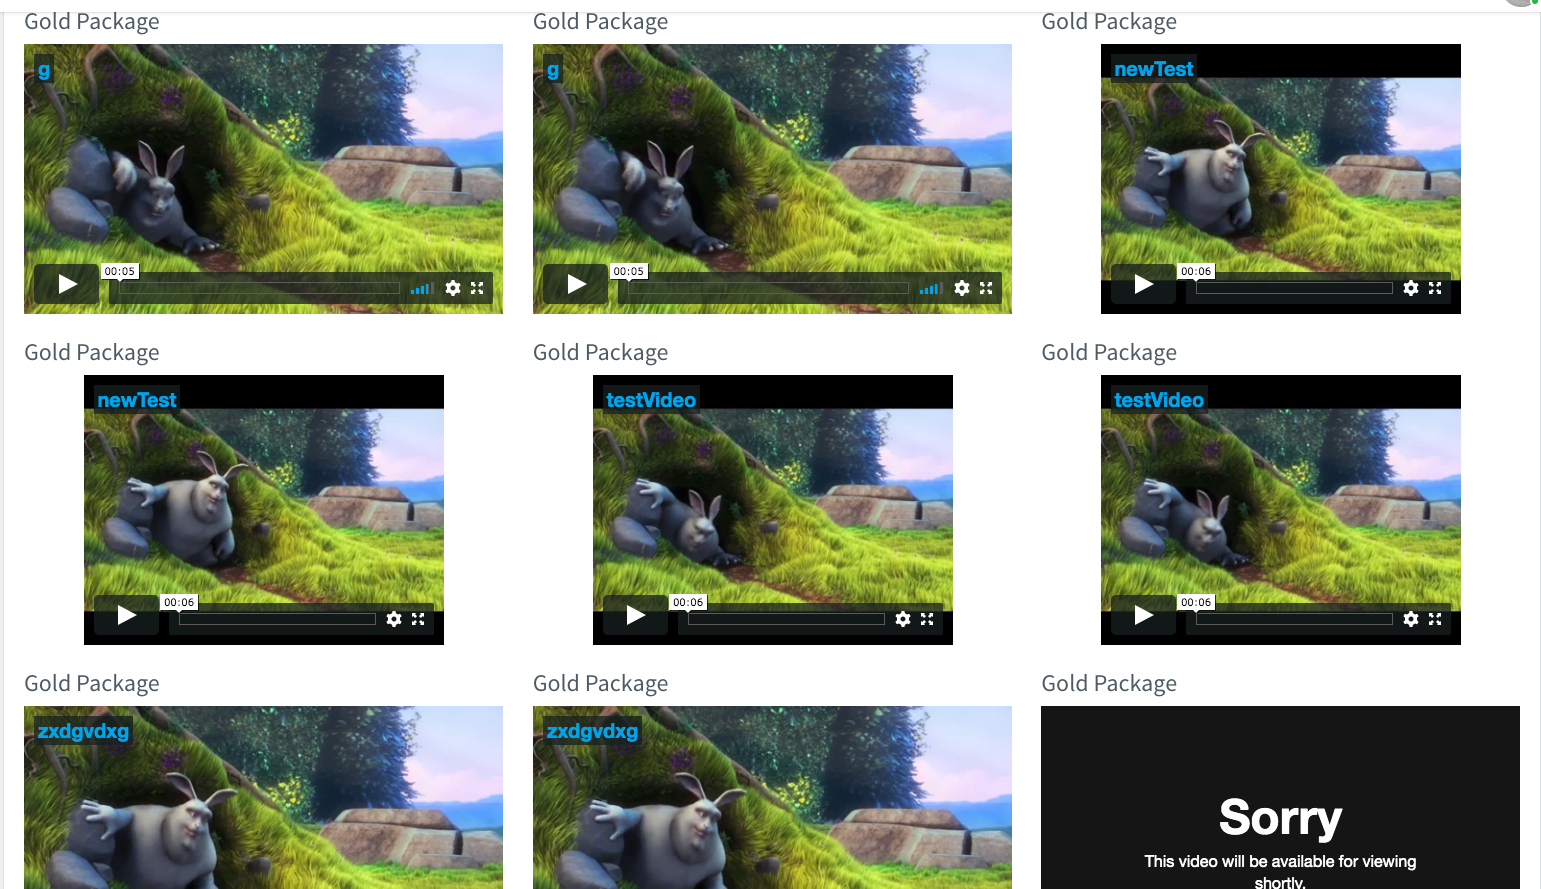 Gold Package
Gold Package
Gold Package
g
g
newTest
00:05
00:05
00:06
Gold Package
Gold Package
Gold Package
newTest
testVideo
testVideo
00:06
00:06
00:06
Gold Package
Gold Package
Gold Package
zxdgvdxg
zxdgvdxg
Sorry
This video will be available for viewing
shortly.